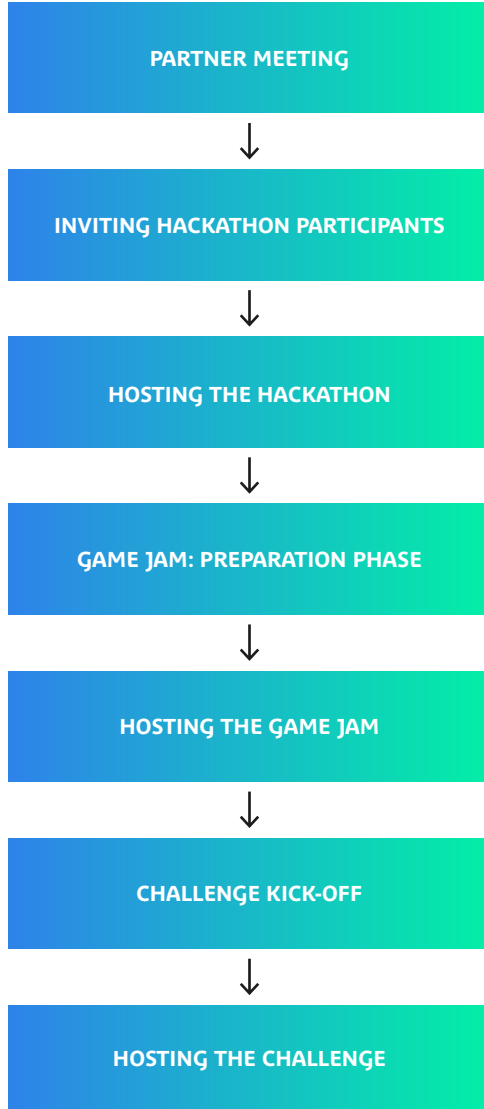 PARTNER MEETING
INVITING HACKATHON PARTICIPANTS
HOSTING THE HACKATHON
GAME JAM: PREPARATION PHASE
HOSTING THE GAME JAM
CHALLENGE KICK-OFF
HOSTING THE CHALLENGE